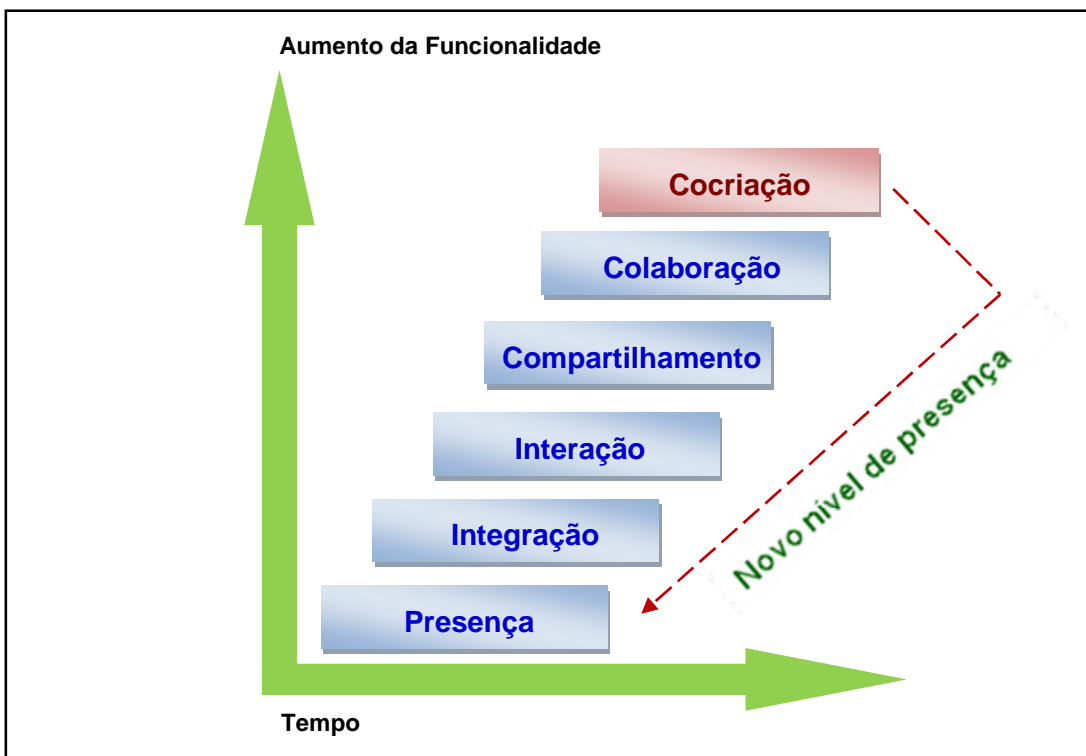 Aumento da Funcionalidade
Cocriação
Colaboração
Compartilhamento
Interação
Integração
Presença
Novo nível de presença
Tempo